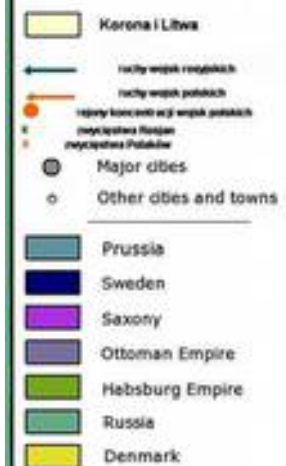 Korona i Litwa
ruchy wojsk rosyjskich
ruchy wojsk polskich
rejony koncentracji wojsk polskich
zwycięstwa Rosjan
zwycięstwa Polaków
Major cities
Other cities and towns
Prussia
Sweden
Saxony
Ottoman Empire
Habsburg Empire
Russia
Denmark